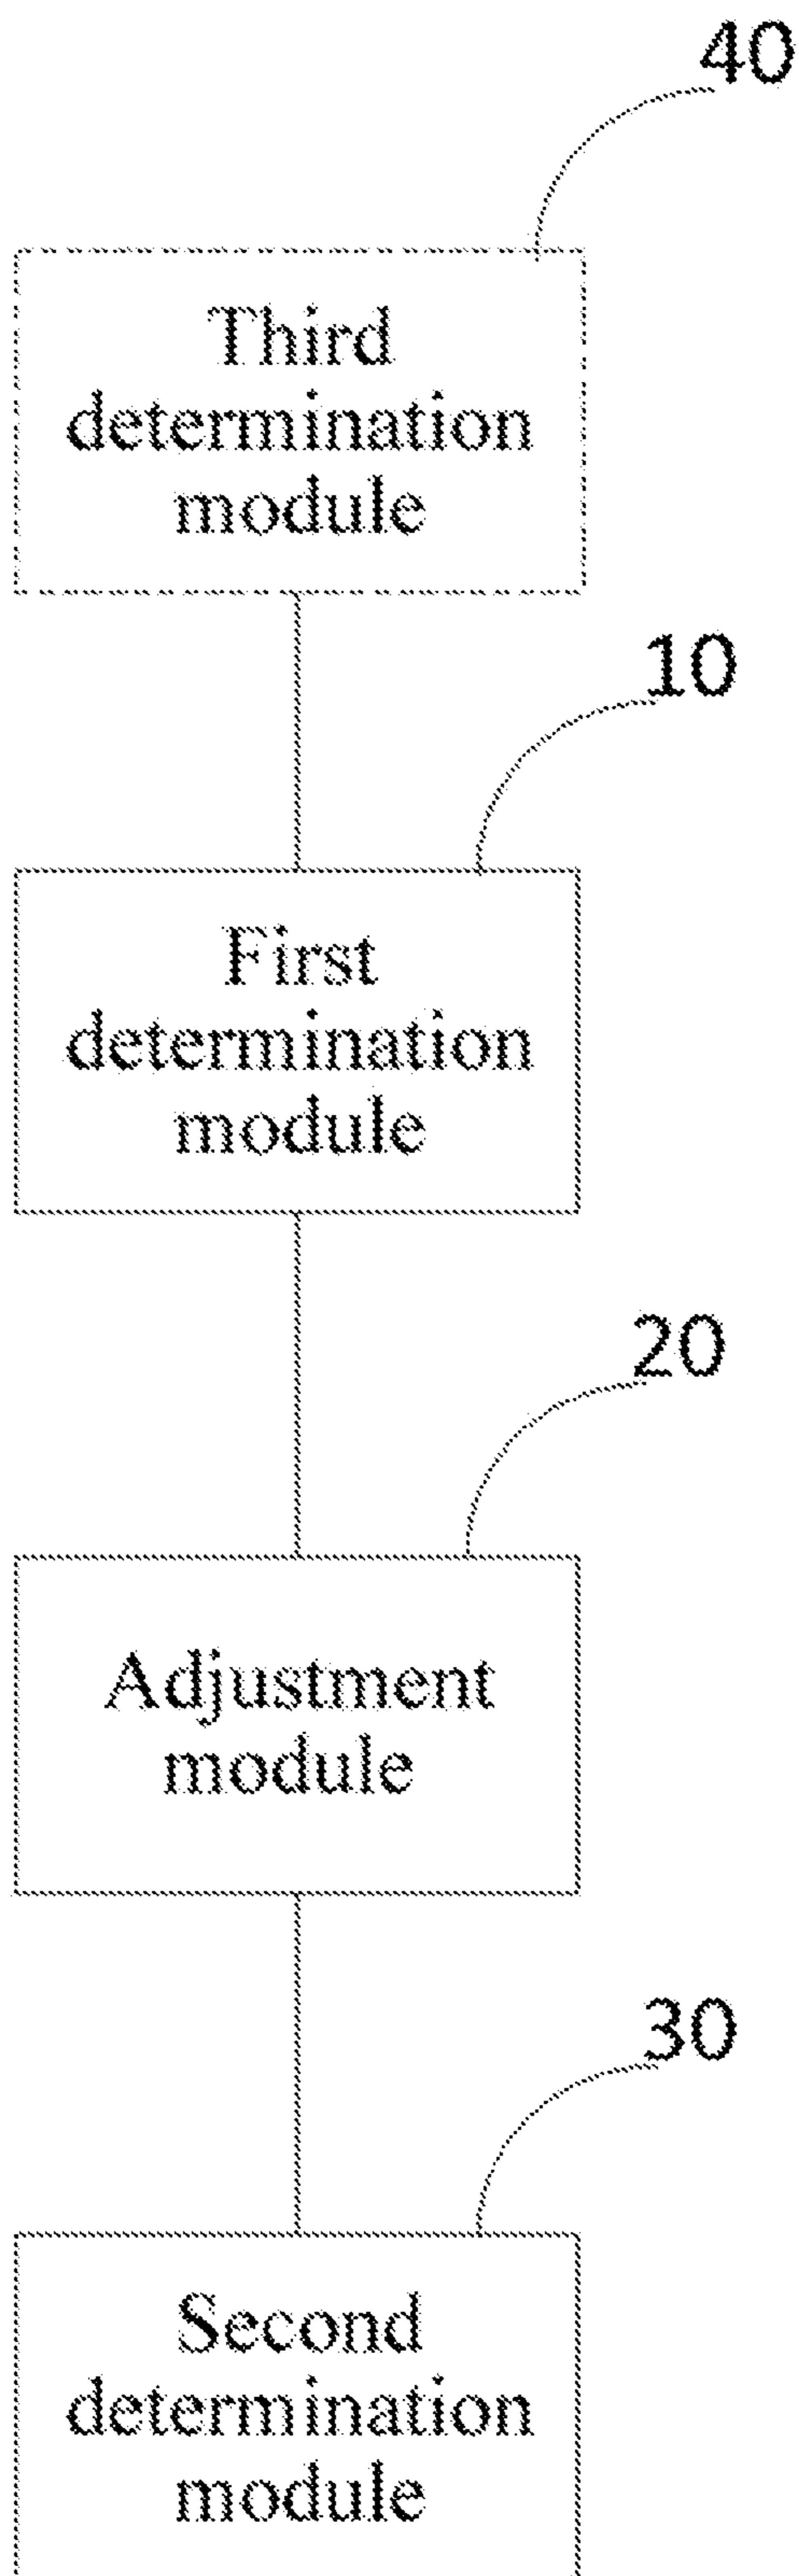 40
Third
determination
module
10
First
determination
module
20
Adjustment
module
30
Second
determination
module